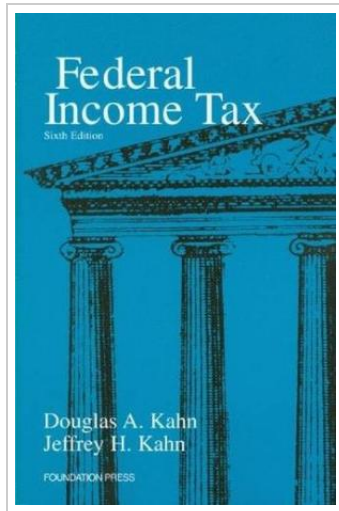 Federal
Income Tax
Sixth Edition
Douglas A. Kahn
Jeffrey H. Kahn
FOUNDATION PRESS